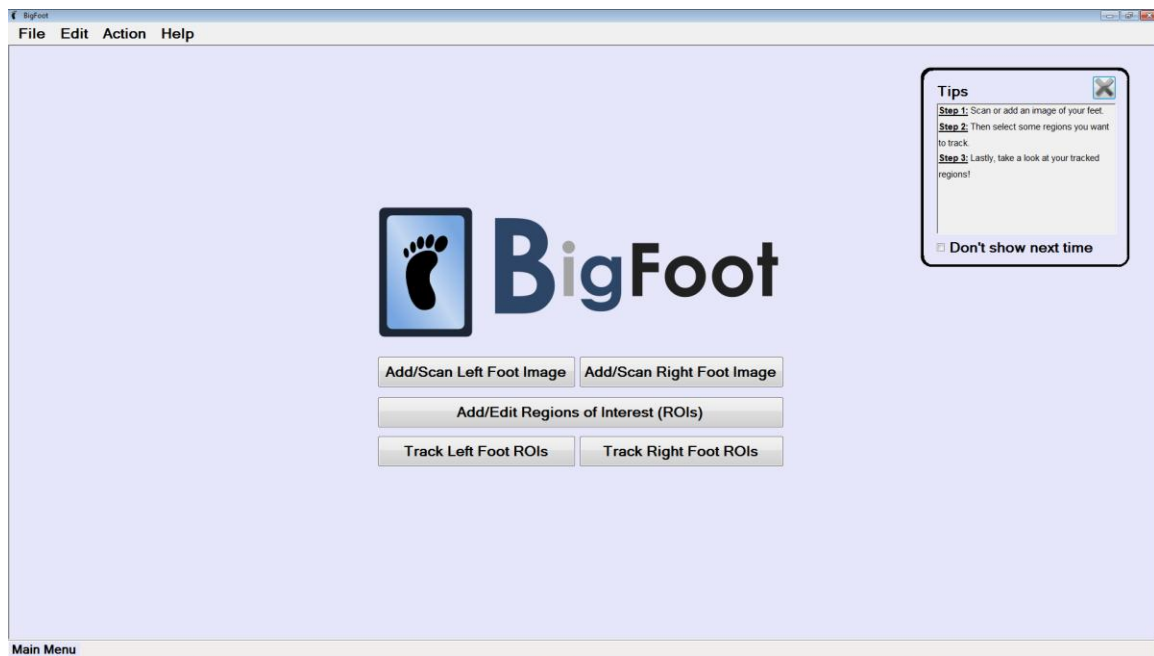 BigFoot
File Edit Action Help
Tips
Step 1: Scan or add an image of your feet.
Step 2: Then select some regions you want
to track.
Step 3: Lastly, take a look at your tracked
regions!
Don't show next time
BigFoot
Add/Scan Left Foot Image Add/Scan Right Foot Image
Add/Edit Regions of Interest (ROIs)
Track Left Foot ROIs Track Right Foot ROIs
Main Menu